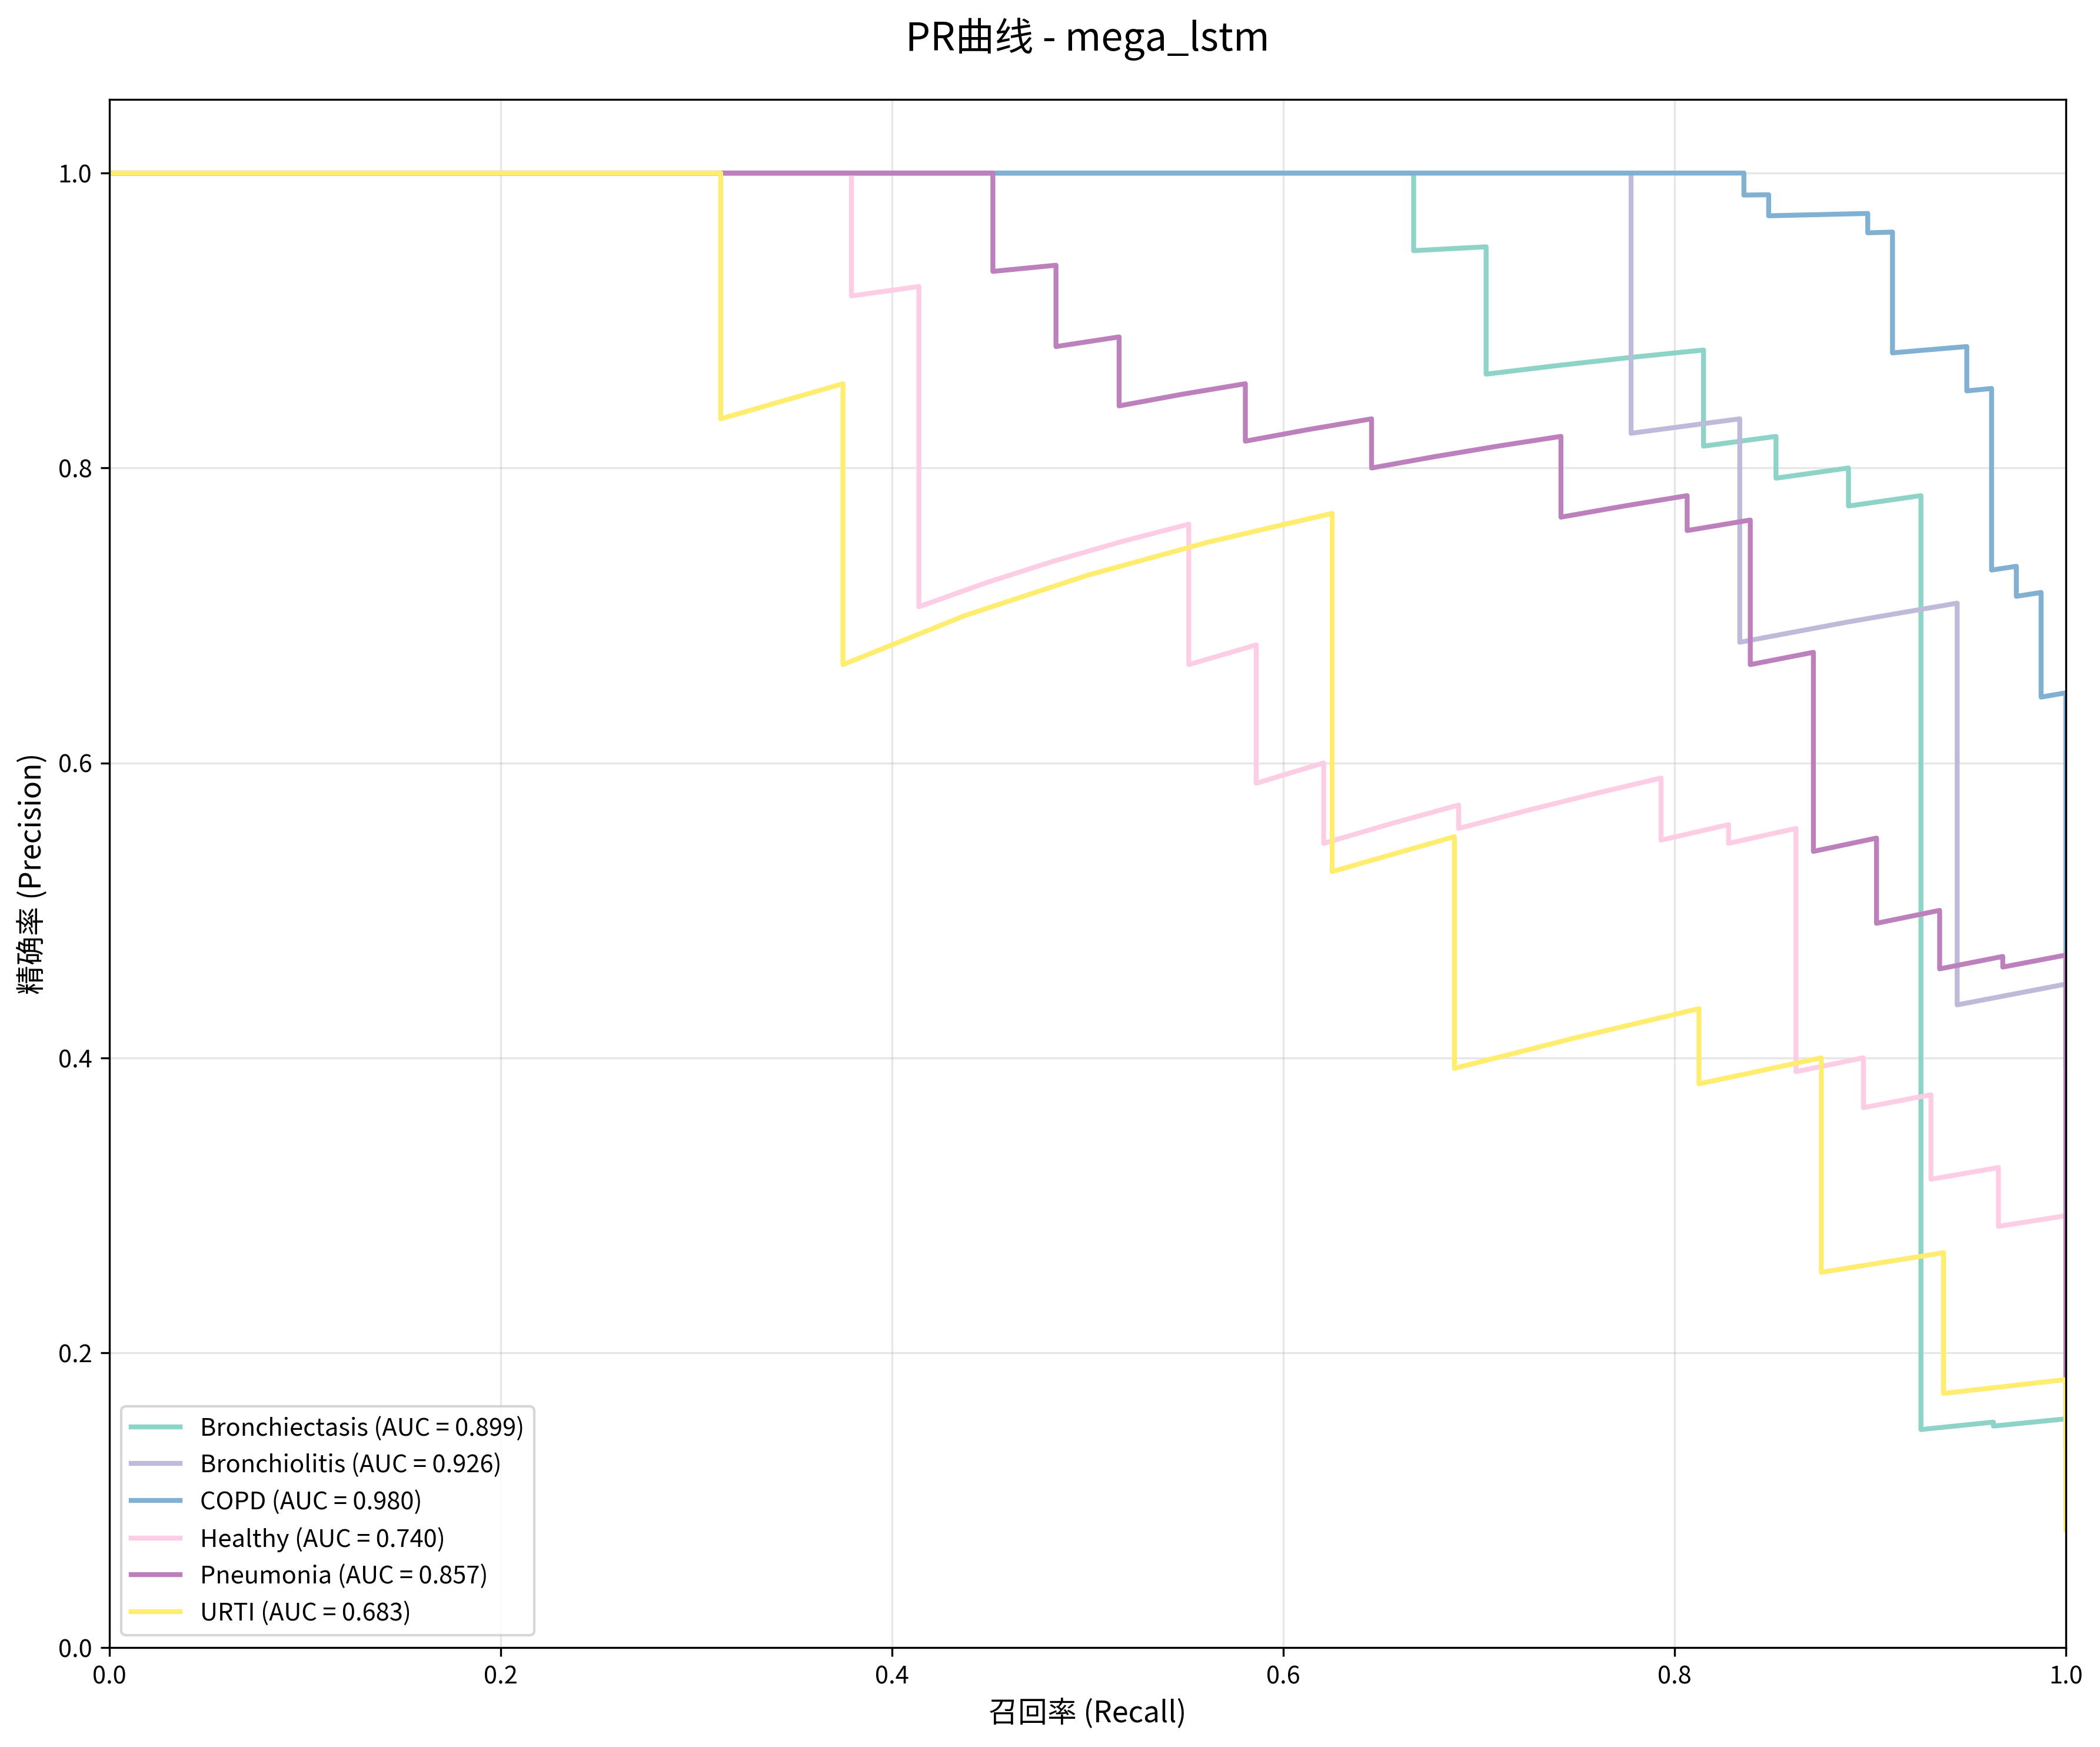 PR曲线 - mega_lstm
精确率 (Precision)
1.0
0.8
0.6
0.4
0.2
0.0
Bronchiectasis (AUC = 0.899)
Bronchiolitis (AUC = 0.926)
COPD (AUC = 0.980)
Healthy (AUC = 0.740)
Pneumonia (AUC = 0.857)
URTI (AUC = 0.683)
0.0 0.2 0.4 0.6 0.8 1.0
召回率 (Recall)